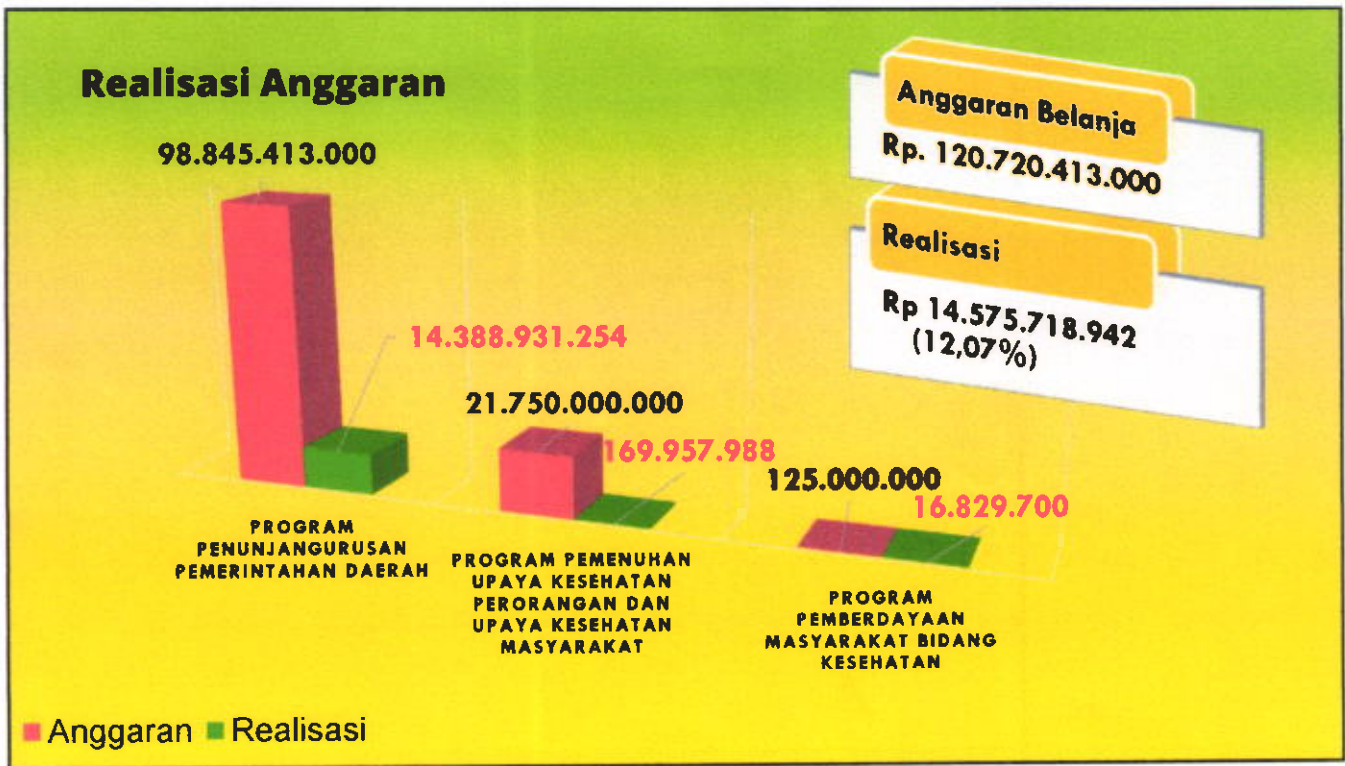 Realisasi Anggaran
98.845.413.000
Anggaran Belanja
Rp. 120.720.413.000
Realisasi
Rp 14.575.718.942
(12,07%)
14.388.931.254
21.750.000.000
169.957.988
125.000.000
16.829.700
PROGRAM
PENUNJANGURUSAN
PEMERINTAHAN DAERAH
PROGRAM PEMENUHAN
UPAYA KESEHATAN
PERORANGAN DAN
UPAYA KESEHATAN
MASYARAKAT
PROGRAM
PEMBERDAYAAN
MASYARAKAT BIDANG
KESEHATAN
Anggaran
Realisasi